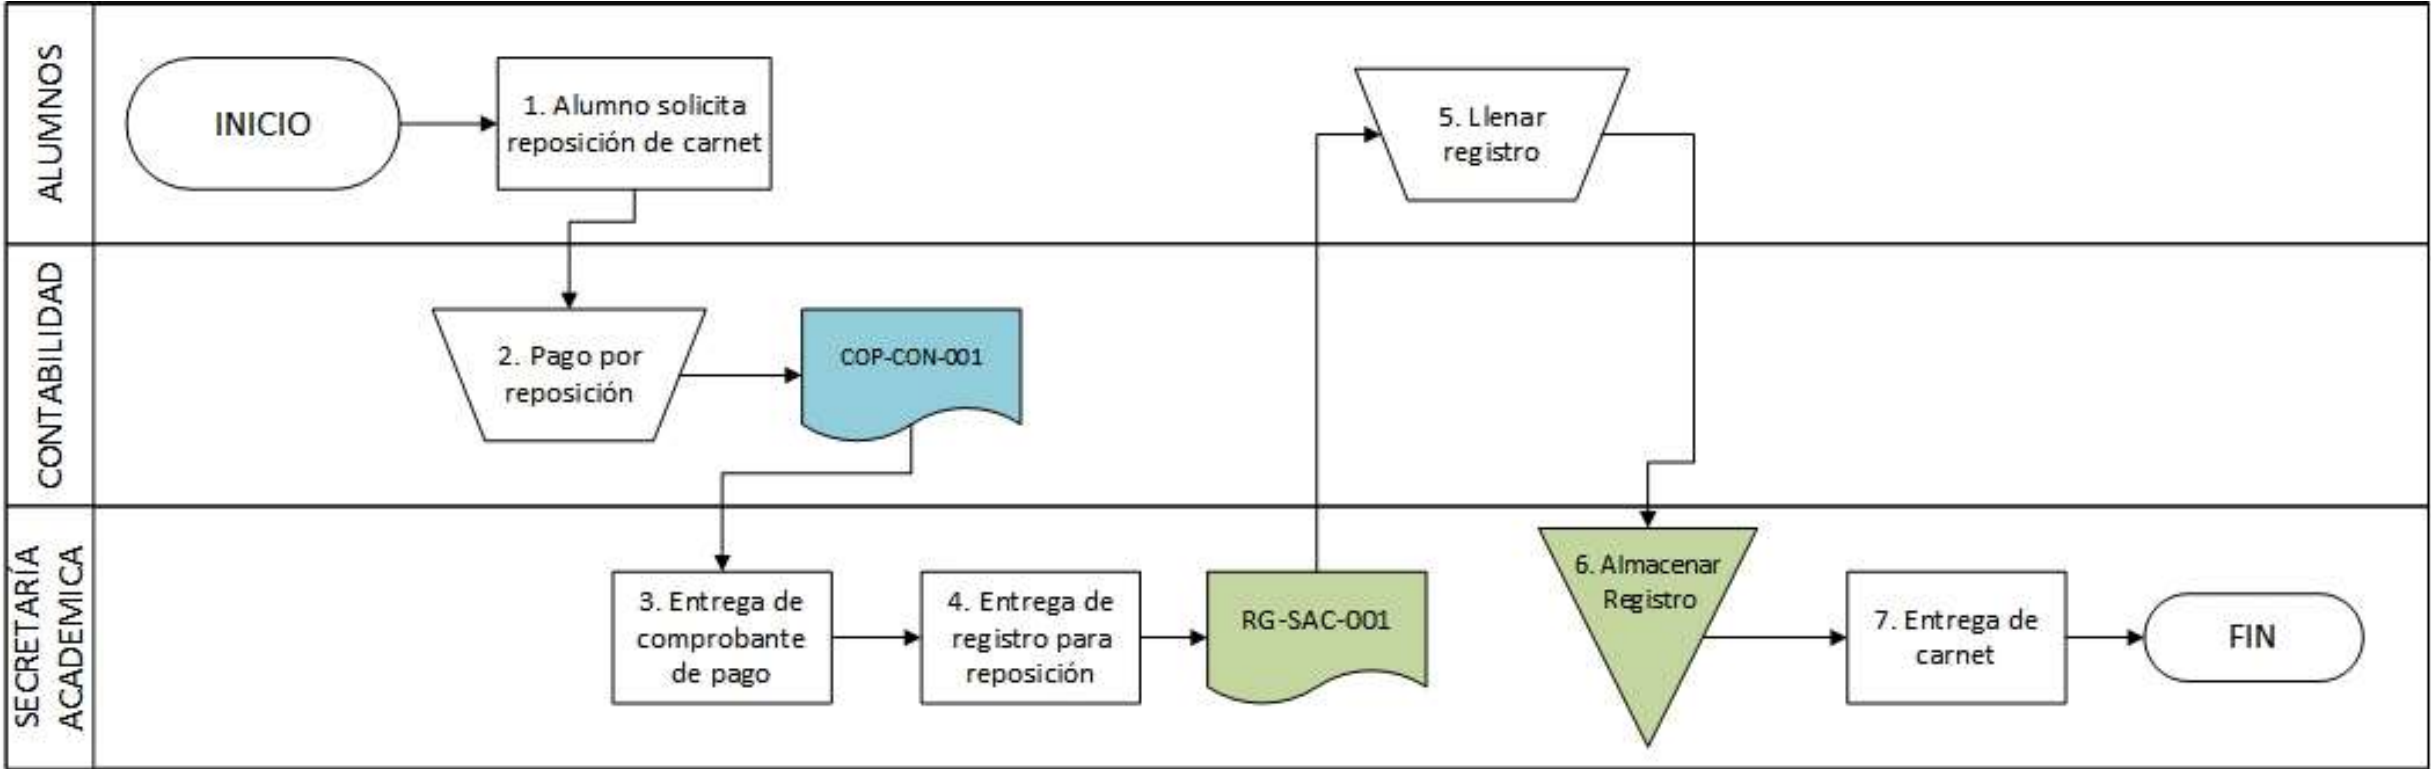 ALUMNOS
INICIO
1. Alumno solicita
reposición de carnet
5. Llenar
registro
CONTABILIDAD
2. Pago por
reposición
COP-CON-001
SECRETARÍA
ACADEMICA
3. Entrega de
comprobante
de pago
4. Entrega de
registro para
reposición
RG-SAC-001
6. Almacenar
Registro
7. Entrega de
carnet
FIN